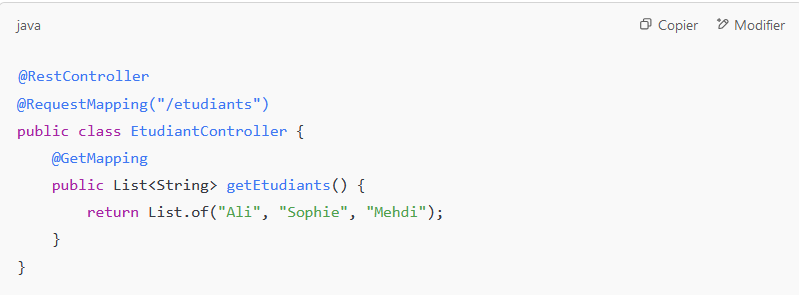 java
Copier
Modifier
@RestController
@RequestMapping("/etudiants")
public class EtudiantController {
    @GetMapping
    public List<String> getEtudiants() {
        return List.of("Ali", "Sophie", "Mehdi");
    }
}